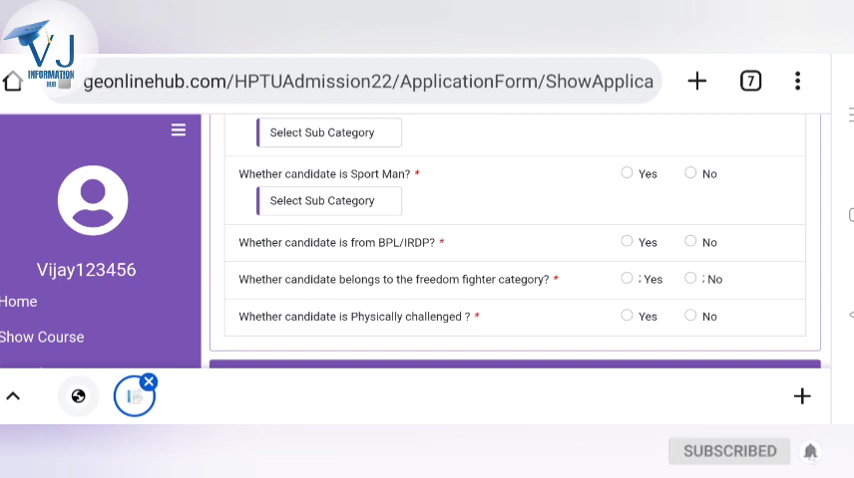 VJ
INFORMATION
HUB
geonlinehub.com/HPTUAdmission22/ApplicationForm/ShowApplica
7
Select Sub Category
Whether candidate is Sport Man? *
Yes No
Select Sub Category
Whether candidate is from BPL/IRDP? *
Yes No
Whether candidate belongs to the freedom fighter category? *
; Yes ; No
Whether candidate is Physically challenged ? *
Yes No
Vijay123456
Home
Show Course
SUBSCRIBED